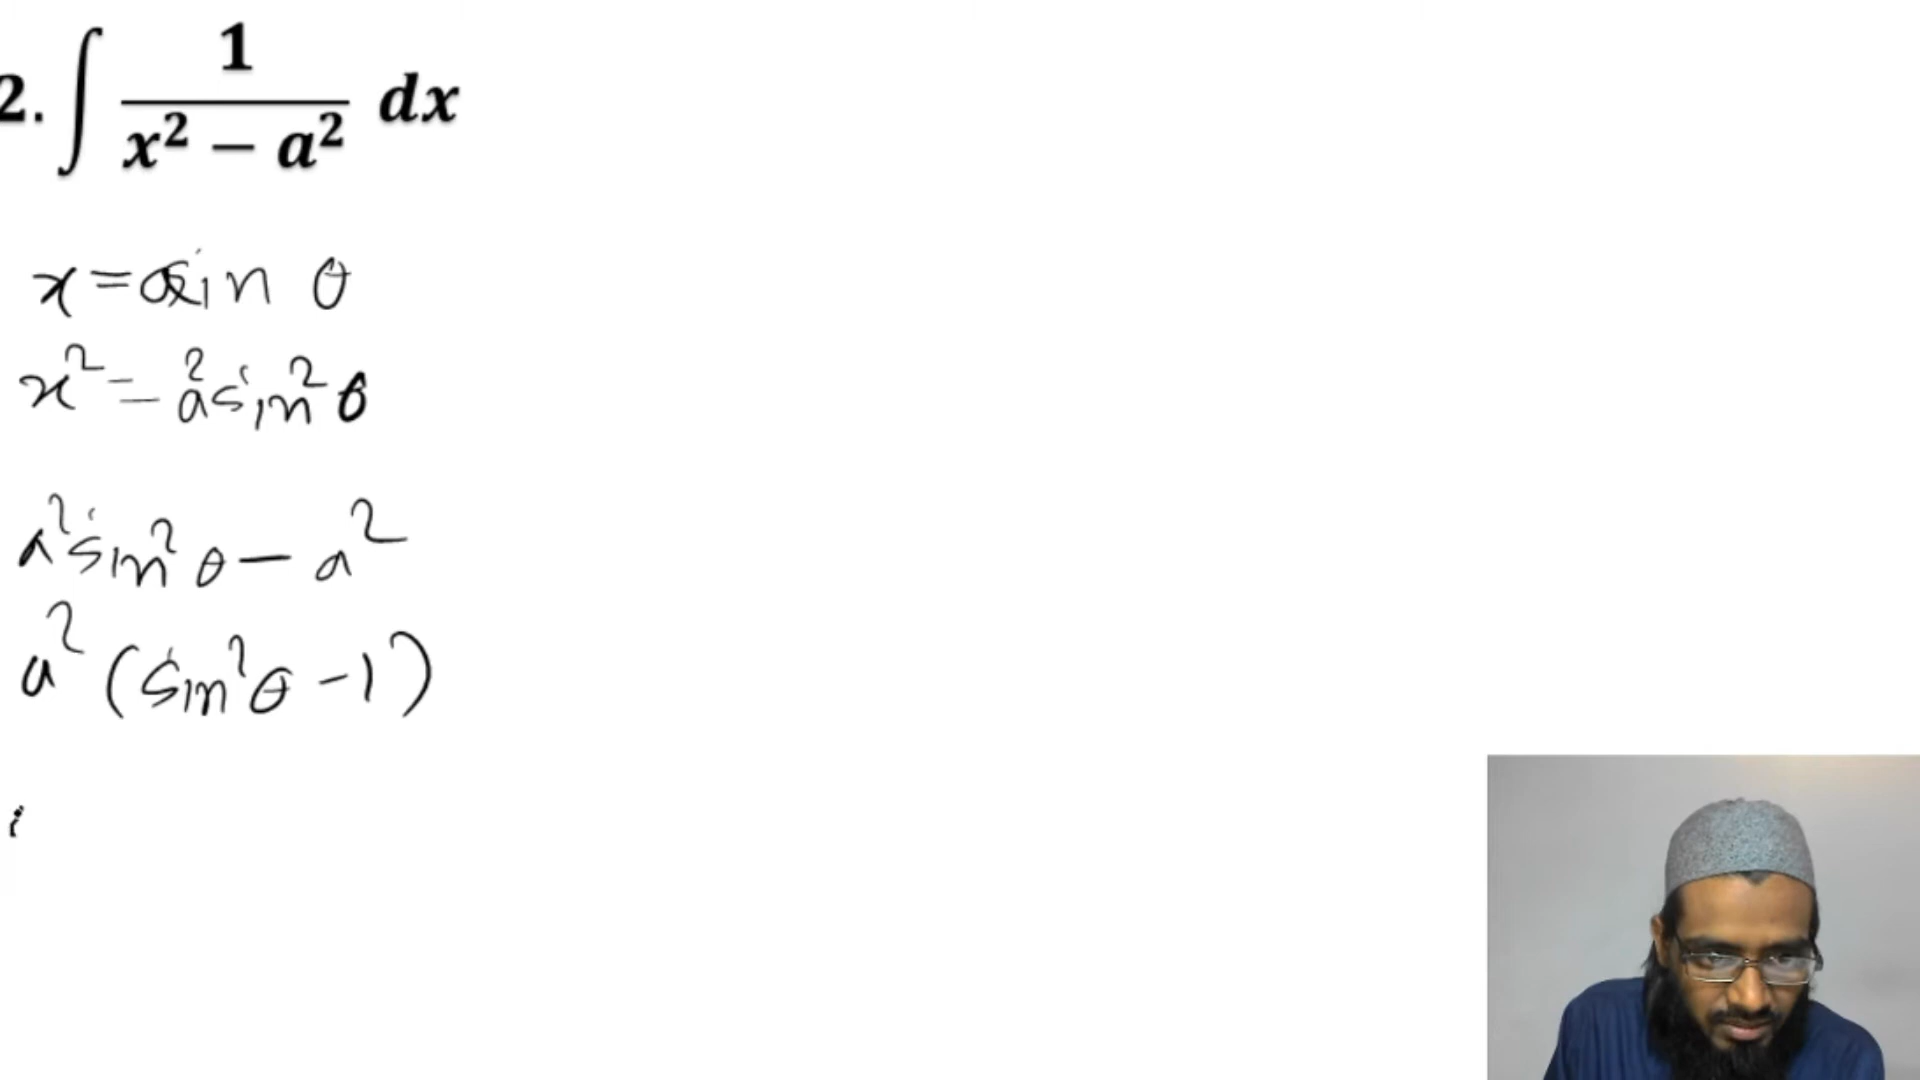 2. ∫ 1/(x² − a²) dx
x = a sin θ
x² = a² sin² θ
a² sin² θ − a²
a² (sin² θ − 1)